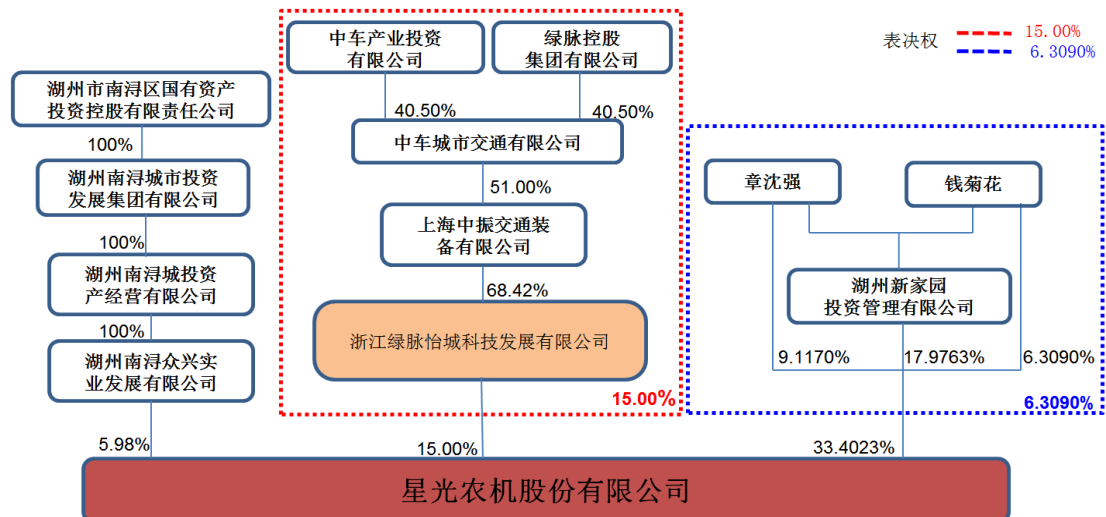 表决权
15.00%
6.3090%
湖州市南浔区国有资产
投资控股有限责任公司
100%
湖州南浔城市投资
发展集团有限公司
100%
湖州南浔城投资
产经营有限公司
100%
湖州南浔众兴实
业发展有限公司
5.98%
中车产业投资
有限公司
绿脉控股
集团有限公司
40.50%
40.50%
中车城市交通有限公司
51.00%
上海中振交通装
备有限公司
68.42%
浙江绿脉怡城科技发展有限公司
15.00%
15.00%
章沈强
钱菊花
湖州新家园
投资管理有限公司
9.1170%
17.9763%
6.3090%
6.3090%
33.4023%
星光农机股份有限公司